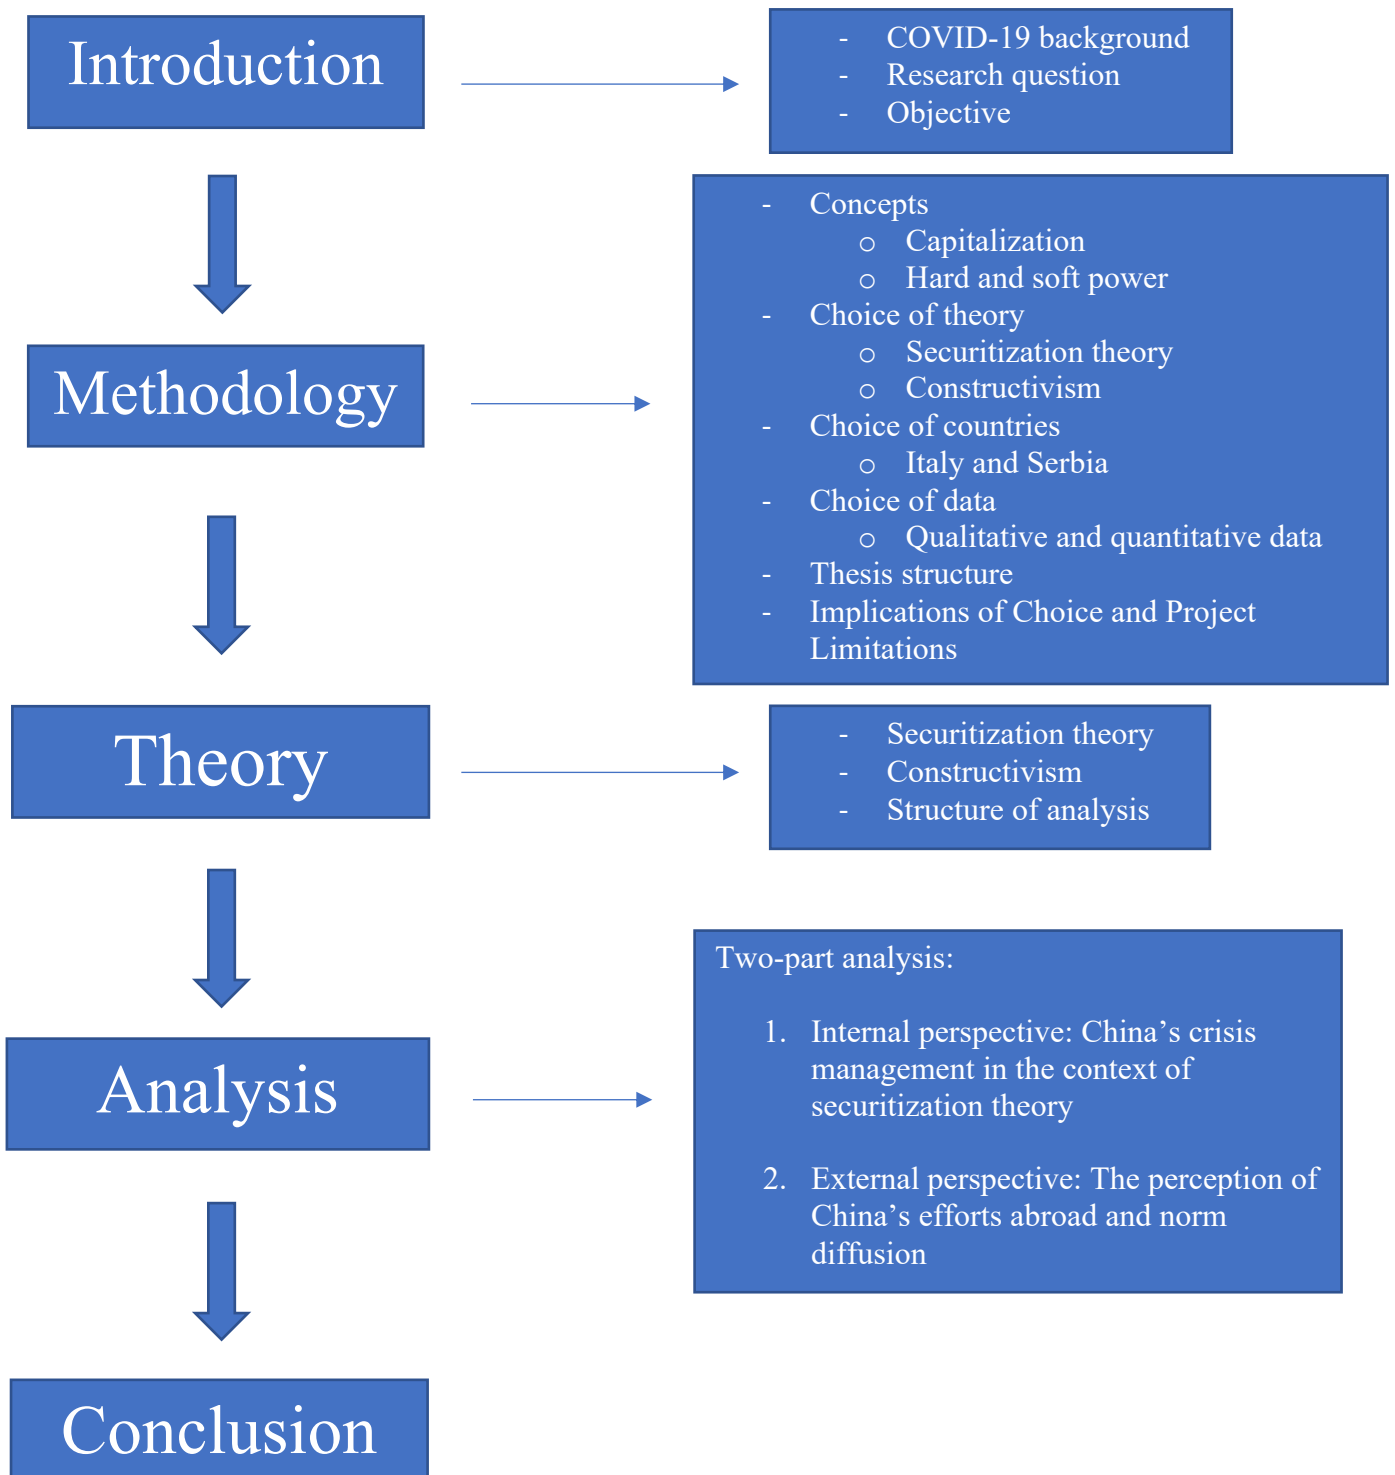 Introduction
- COVID-19 background
- Research question
- Objective
Methodology
- Concepts
o Capitalization
o Hard and soft power
- Choice of theory
o Securitization theory
o Constructivism
- Choice of countries
o Italy and Serbia
- Choice of data
o Qualitative and quantitative data
- Thesis structure
- Implications of Choice and Project
Limitations
Theory
- Securitization theory
- Constructivism
- Structure of analysis
Analysis
Two-part analysis:
1. Internal perspective: China’s crisis
management in the context of
securitization theory
2. External perspective: The perception of
China’s efforts abroad and norm
diffusion
Conclusion